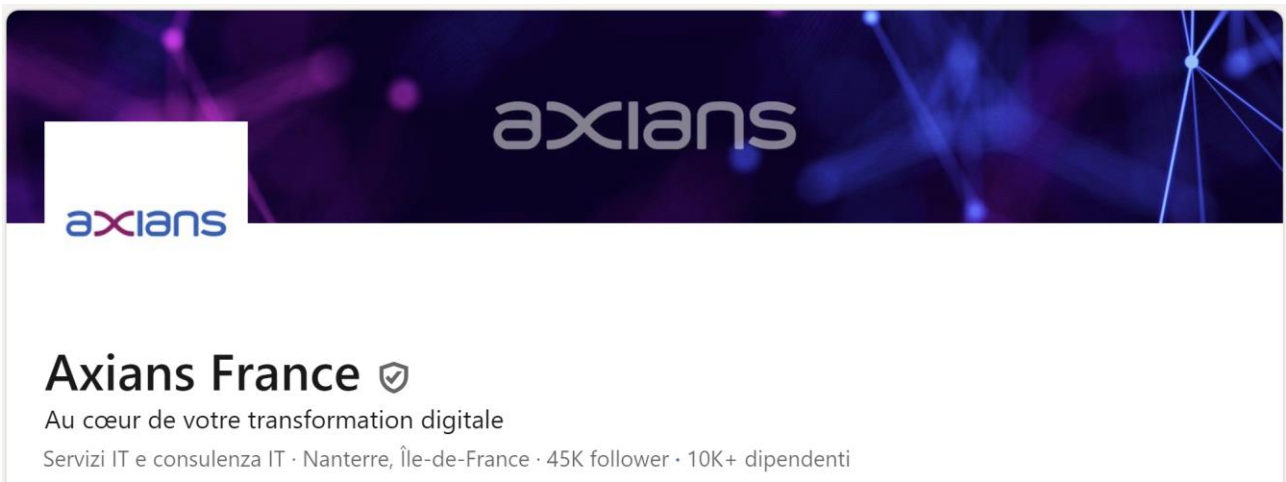 axians
axians
Axians France
Au cœur de votre transformation digitale
Servizi IT e consulenza IT · Nanterre, Île-de-France · 45K follower · 10K+ dipendenti